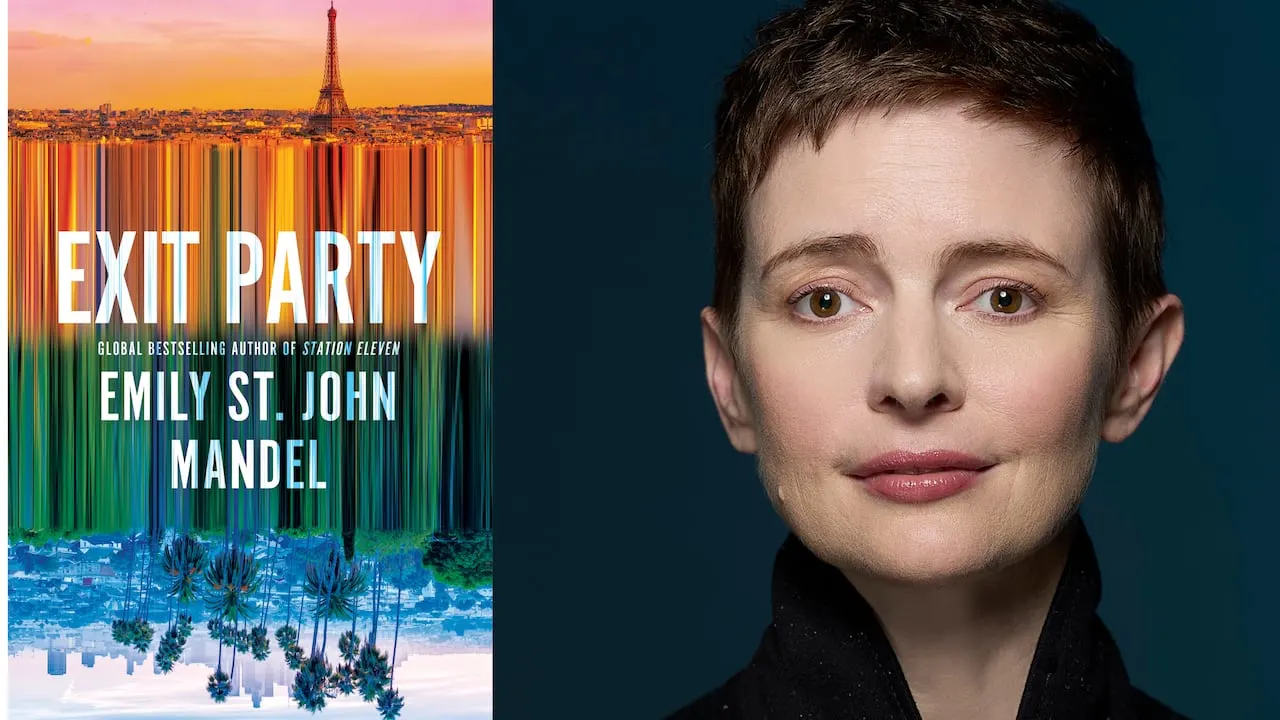 EXIT PARTY
GLOBAL BESTSELLING AUTHOR OF STATION ELEVEN
EMILY ST. JOHN
MANDEL